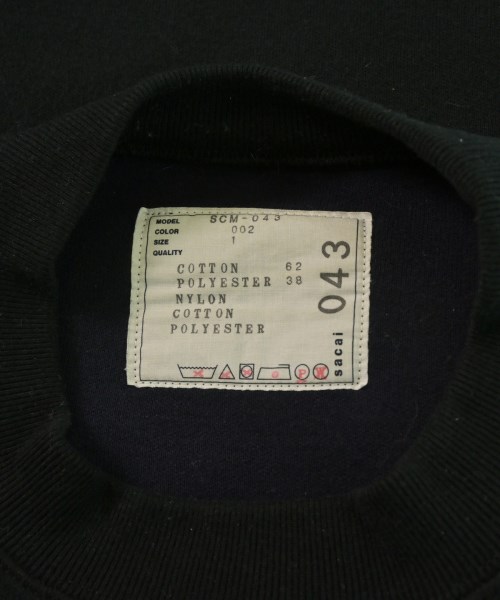 MODEL SCM-043
COLOR 002
SIZE 1
QUALITY
COTTON 62
POLYESTER 38
NYLON
COTTON
POLYESTER
P W
sacai 043